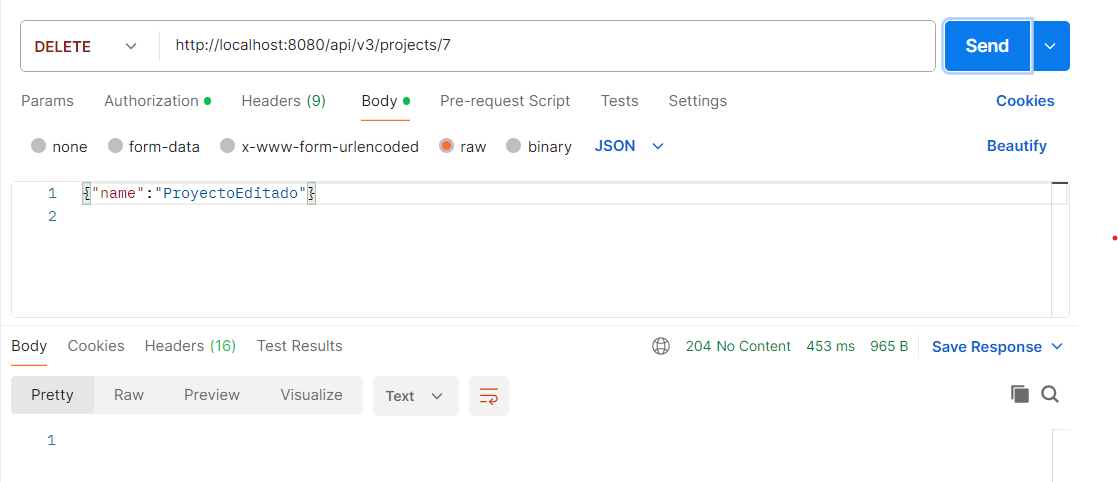 DELETE http://localhost:8080/api/v3/projects/7 Send
Params Authorization Headers (9) Body Pre-request Script Tests Settings Cookies
none form-data x-www-form-urlencoded raw binary JSON Beautify
1 {"name":"ProyectoEditado"}
2
Body Cookies Headers (16) Test Results 204 No Content 453 ms 965 B Save Response
Pretty Raw Preview Visualize Text
1